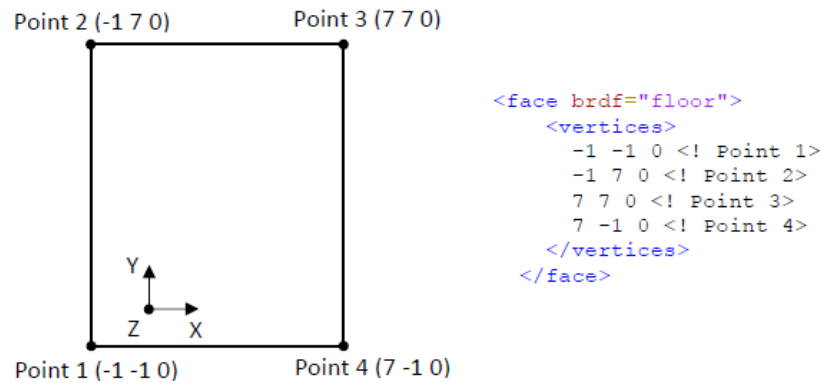 Point 2 (-1 7 0)
Point 3 (7 7 0)
Y
Z
X
Point 1 (-1 -1 0)
Point 4 (7 -1 0)
<face brdf="floor">
<vertices>
-1 -1 0 <! Point 1>
-1 7 0 <! Point 2>
7 7 0 <! Point 3>
7 -1 0 <! Point 4>
</vertices>
</face>